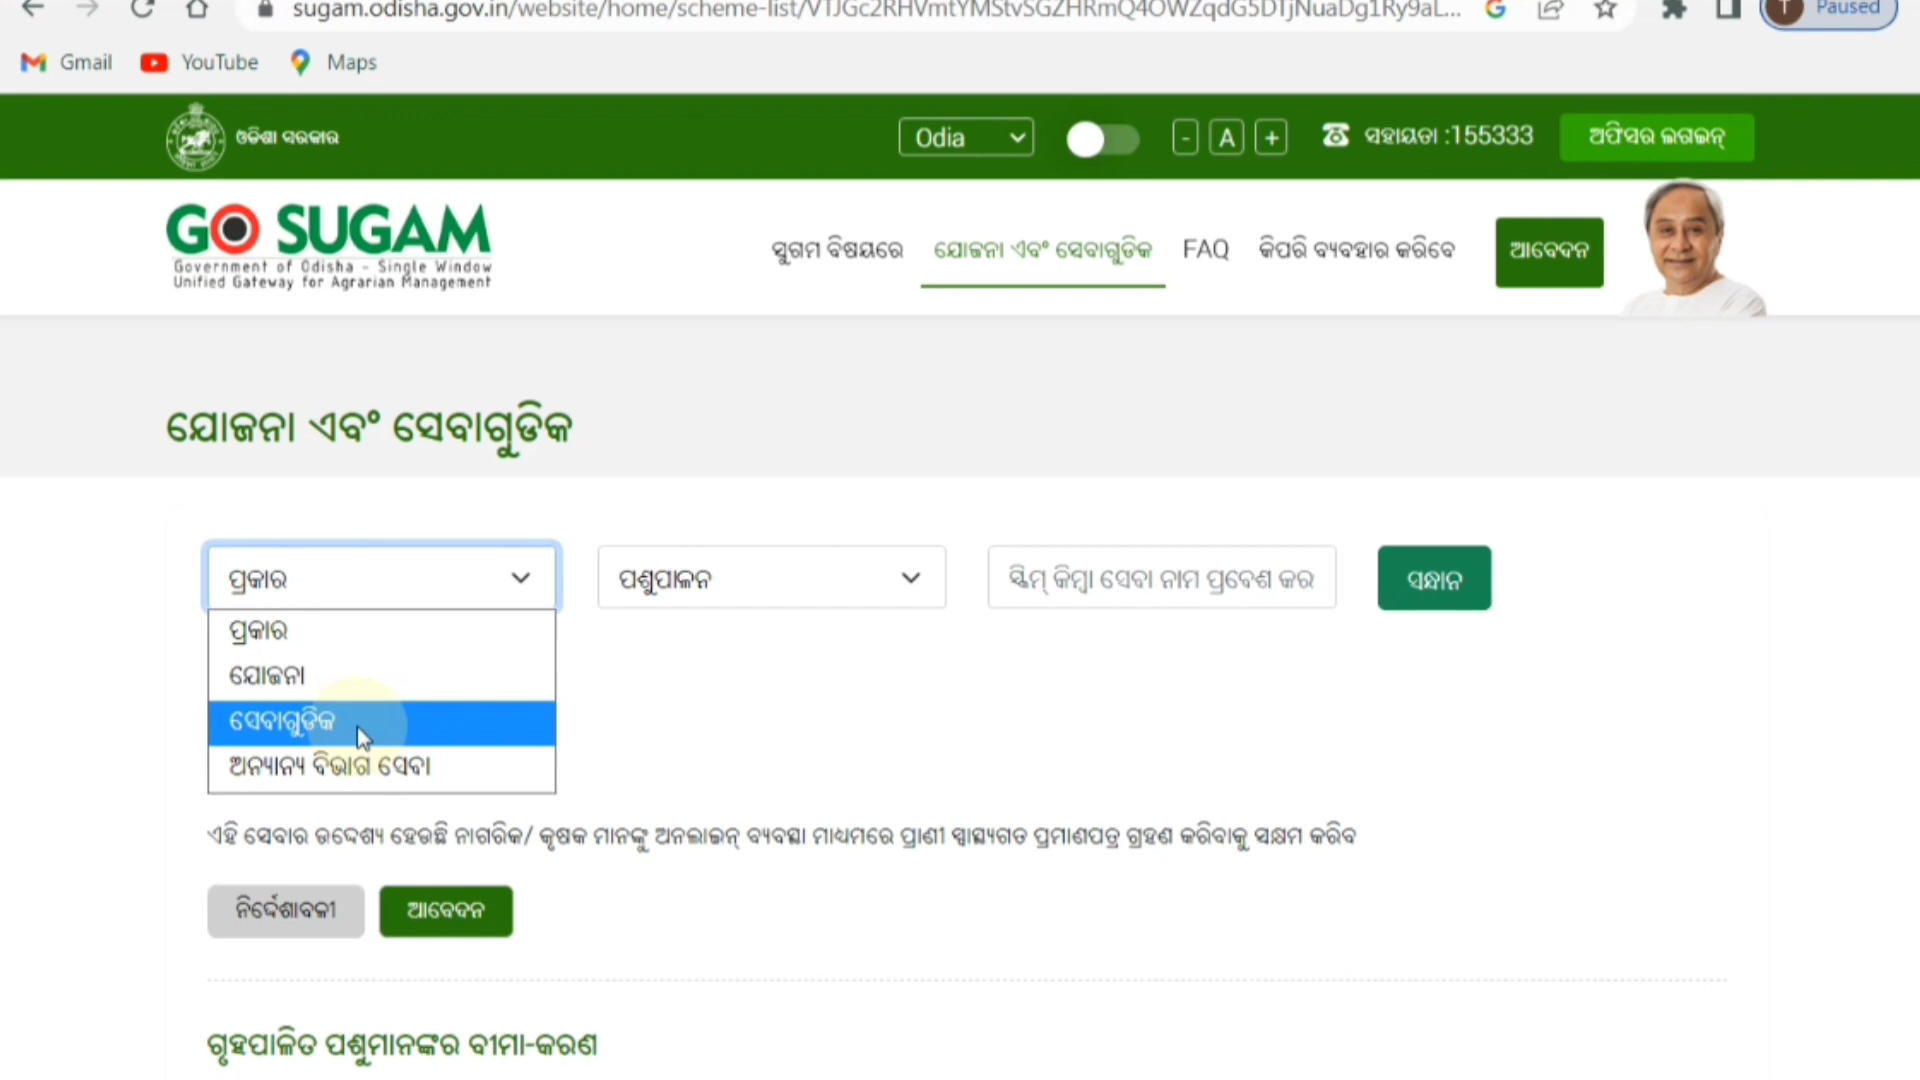 sugam.odisha.gov.in/website/home/scheme-list/
Paused
Gmail YouTube Maps
ଓଡିଶା ସରକାର
Odia
- A +
ସହାୟତା :155333
ଅଫିସର ଲଗଇନ୍
GO SUGAM
Government of Odisha - Single Window
Unified Gateway for Agrarian Management
ସୁଗମ ବିଷୟରେ
ଯୋଜନା ଏବଂ ସେବାଗୁଡିକ
FAQ
କିପରି ବ୍ୟବହାର କରିବେ
ଆବେଦନ
ଯୋଜନା ଏବଂ ସେବାଗୁଡିକ
ପ୍ରକାର
ପଶୁପାଳନ
ସ୍କିମ୍ କିମ୍ବା ସେବା ନାମ ପ୍ରବେଶ କର
ସନ୍ଧାନ
ପ୍ରକାର
ଯୋଜନା
ସେବାଗୁଡିକ
ଅନ୍ୟାନ୍ୟ ବିଭାଗ ସେବା
ଏହି ସେବାର ଉଦ୍ଦେଶ୍ୟ ହେଉଛି ନାଗରିକ/ କୃଷକ ମାନଙ୍କୁ ଅନଲାଇନ୍ ବ୍ୟବସ୍ଥା ମାଧ୍ୟମରେ ପ୍ରାଣୀ ସ୍ୱାସ୍ଥ୍ୟଗତ ପ୍ରମାଣପତ୍ର ଗ୍ରହଣ କରିବାକୁ ସକ୍ଷମ କରିବ
ନିର୍ଦ୍ଦେଶାବଳୀ
ଆବେଦନ
ଗୃହପାଳିତ ପଶୁମାନଙ୍କର ବୀମା-କରଣ